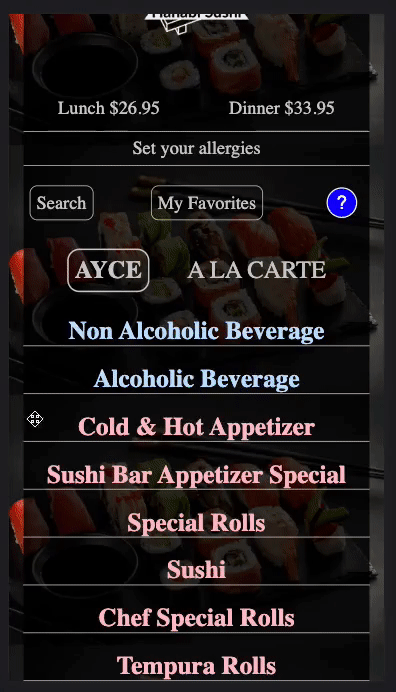 Lunch $26.95 Dinner $33.95
Set your allergies
Search My Favorites ?
AYCE A LA CARTE
Non Alcoholic Beverage
Alcoholic Beverage
Cold & Hot Appetizer
Sushi Bar Appetizer Special
Special Rolls
Sushi
Chef Special Rolls
Tempura Rolls